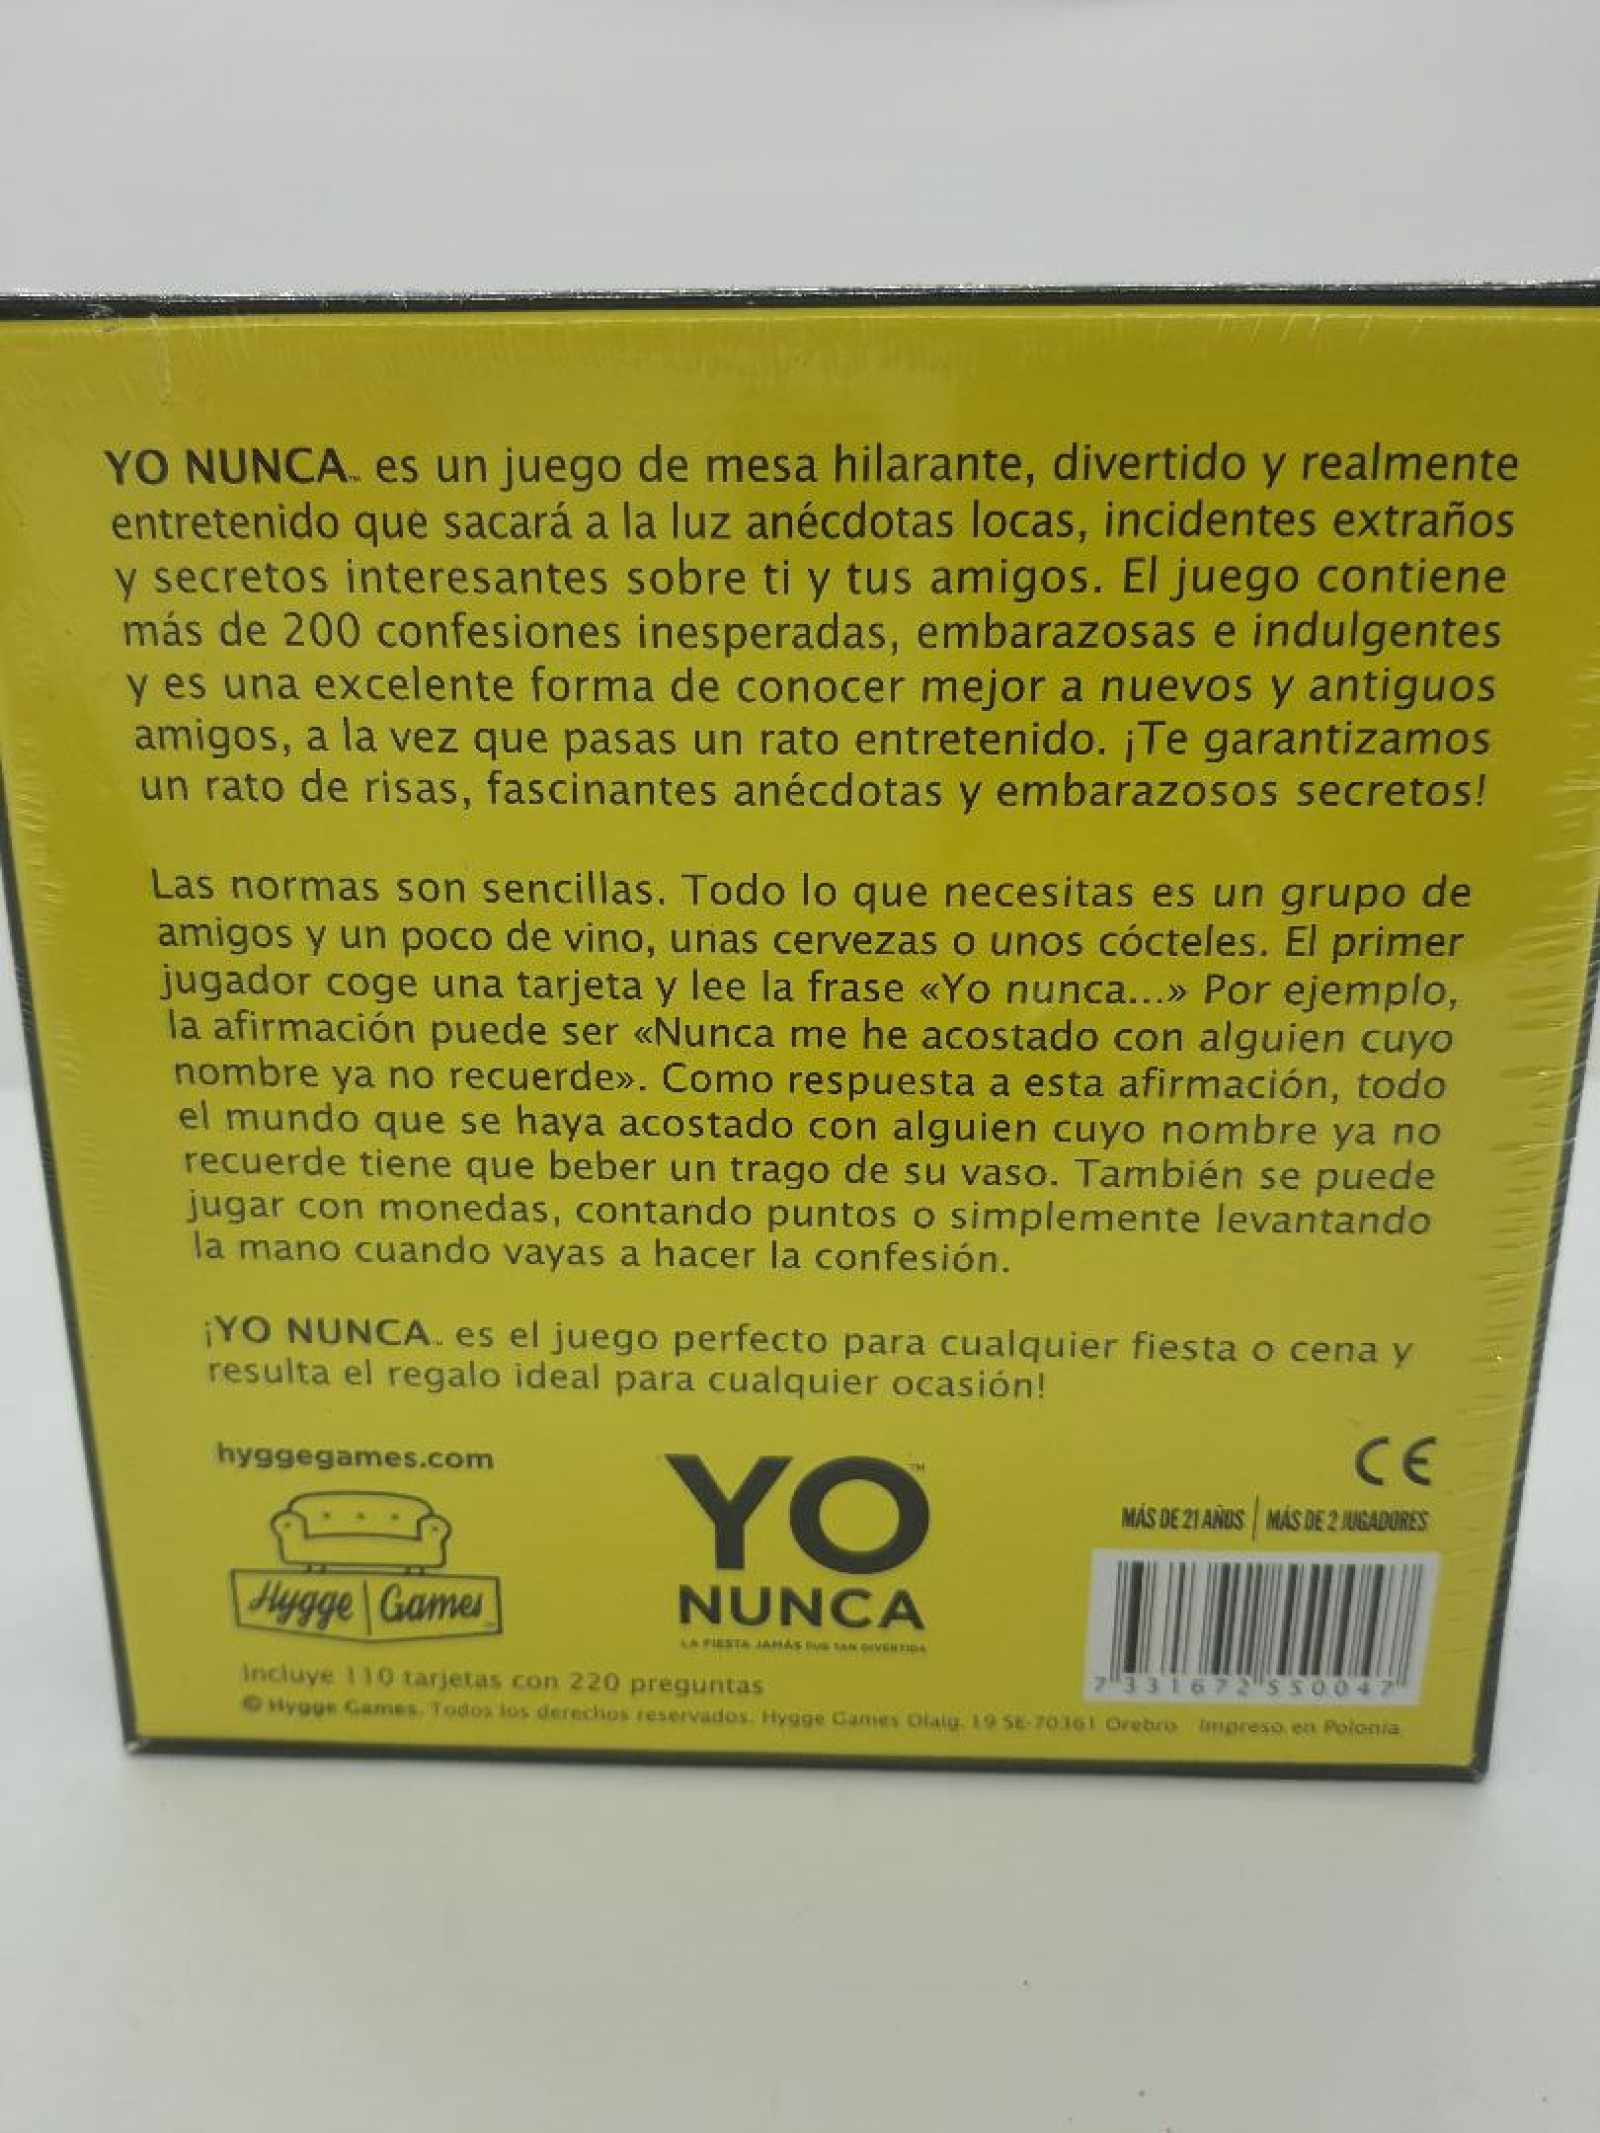 YO NUNCA™ es un juego de mesa hilarante, divertido y realmente
entretenido que sacará a la luz anécdotas locas, incidentes extraños
y secretos interesantes sobre ti y tus amigos. El juego contiene
más de 200 confesiones inesperadas, embarazosas e indulgentes
y es una excelente forma de conocer mejor a nuevos y antiguos
amigos, a la vez que pasas un rato entretenido. ¡Te garantizamos
un rato de risas, fascinantes anécdotas y embarazosos secretos!
Las normas son sencillas. Todo lo que necesitas es un grupo de
amigos y un poco de vino, unas cervezas o unos cócteles. El primer
jugador coge una tarjeta y lee la frase «Yo nunca...» Por ejemplo,
la afirmación puede ser «Nunca me he acostado con alguien cuyo
nombre ya no recuerde». Como respuesta a esta afirmación, todo
el mundo que se haya acostado con alguien cuyo nombre ya no
recuerde tiene que beber un trago de su vaso. También se puede
jugar con monedas, contando puntos o simplemente levantando
la mano cuando vayas a hacer la confesión.
¡YO NUNCA™ es el juego perfecto para cualquier fiesta o cena y
resulta el regalo ideal para cualquier ocasión!
hyggegames.com
Hygge Games
YO™
NUNCA
LA FIESTA JAMÁS FUE TAN DIVERTIDA
CE
MÁS DE 21 AÑOS | MÁS DE 2 JUGADORES
7 331672 550047
Incluye 110 tarjetas con 220 preguntas
© Hygge Games. Todos los derechos reservados. Hygge Games Olaig. 19 SE-70361 Orebro Impreso en Polonia